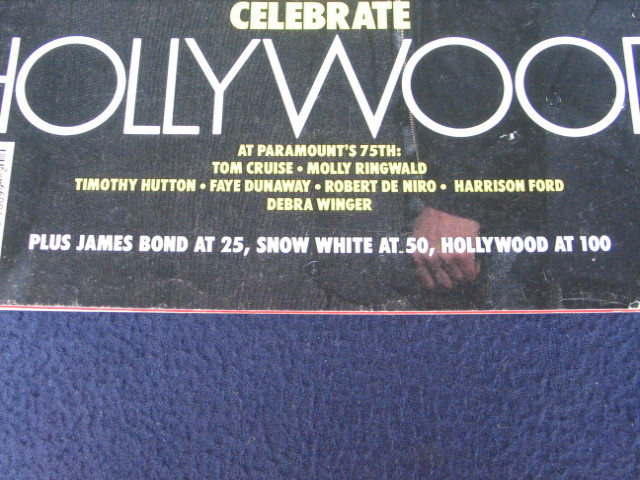 CELEBRATE
HOLLYWOOD
AT PARAMOUNT'S 75TH:
TOM CRUISE • MOLLY RINGWALD
TIMOTHY HUTTON • FAYE DUNAWAY • ROBERT DE NIRO • HARRISON FORD
DEBRA WINGER
PLUS JAMES BOND AT 25, SNOW WHITE AT 50, HOLLYWOOD AT 100